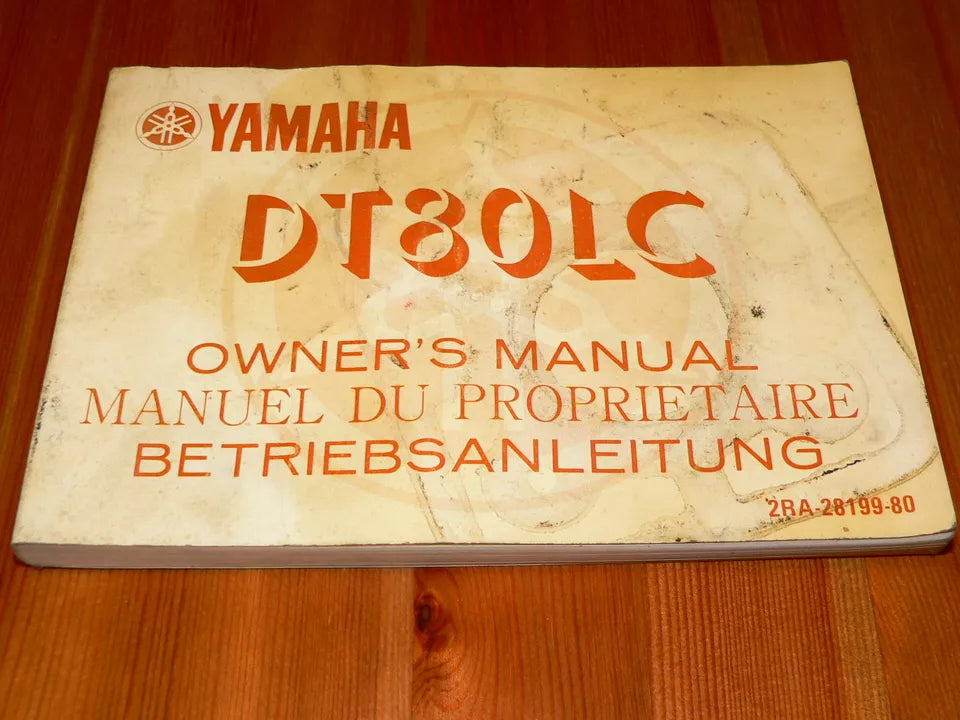 YAMAHA
DT80LC
OWNER'S MANUAL
MANUEL DU PROPRIETAIRE
BETRIEBSANLEITUNG
2RA-28199-80